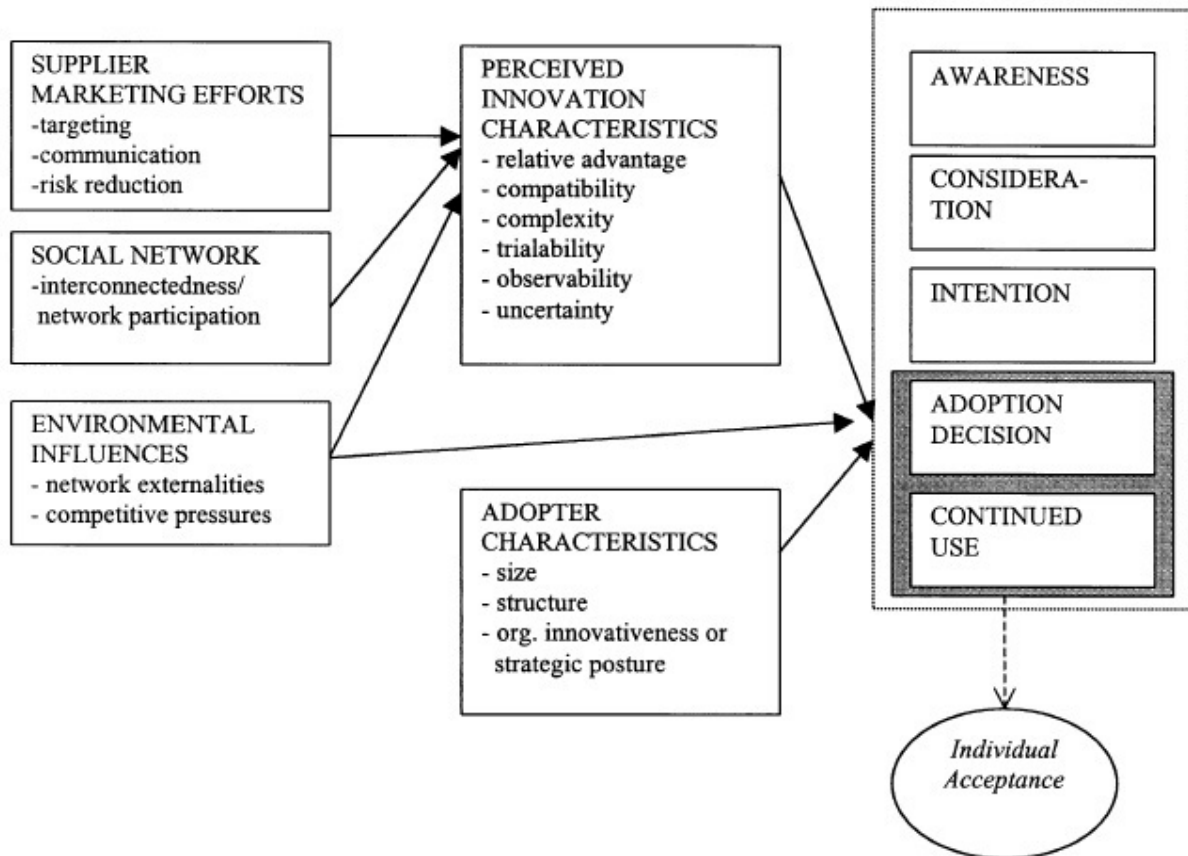 SUPPLIER
MARKETING EFFORTS
-targeting
-communication
-risk reduction
SOCIAL NETWORK
-interconnectedness/
network participation
ENVIRONMENTAL
INFLUENCES
- network externalities
- competitive pressures
PERCEIVED
INNOVATION
CHARACTERISTICS
- relative advantage
- compatibility
- complexity
- trialability
- observability
- uncertainty
ADOPTER
CHARACTERISTICS
- size
- structure
- org. innovativeness or
strategic posture
AWARENESS
CONSIDERA-
TION
INTENTION
ADOPTION
DECISION
CONTINUED
USE
Individual
Acceptance